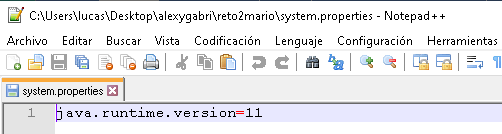 C:\Users\lucas\Desktop\alexygabri\reto2mario\system.properties - Notepad++
Archivo Editar Buscar Vista Codificación Lenguaje Configuración Herramientas
system.properties
1 java.runtime.version=11